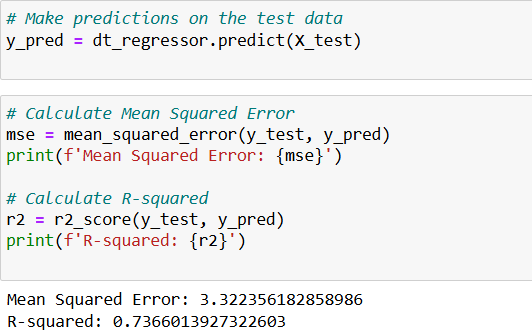 # Make predictions on the test data
y_pred = dt_regressor.predict(X_test)
# Calculate Mean Squared Error
mse = mean_squared_error(y_test, y_pred)
print(f'Mean Squared Error: {mse}')
# Calculate R-squared
r2 = r2_score(y_test, y_pred)
print(f'R-squared: {r2}')
Mean Squared Error: 3.322356182858986
R-squared: 0.7366013927322603